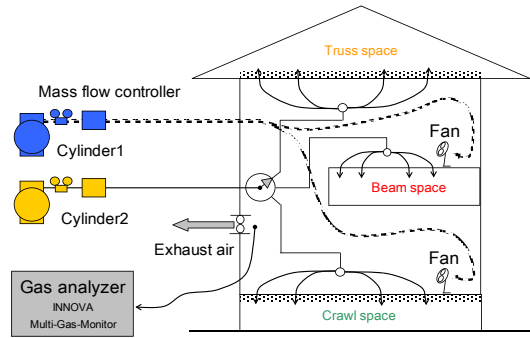 Truss space
Mass flow controller
Cylinder1
Fan
Beam space
Cylinder2
Exhaust air
Fan
Gas analyzer
INNOVA
Multi-Gas-Monitor
Crawl space